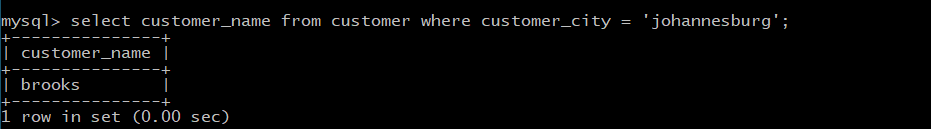 mysql> select customer_name from customer where customer_city = 'johannesburg';
+---------------+
| customer_name |
+---------------+
| brooks        |
+---------------+
1 row in set (0.00 sec)